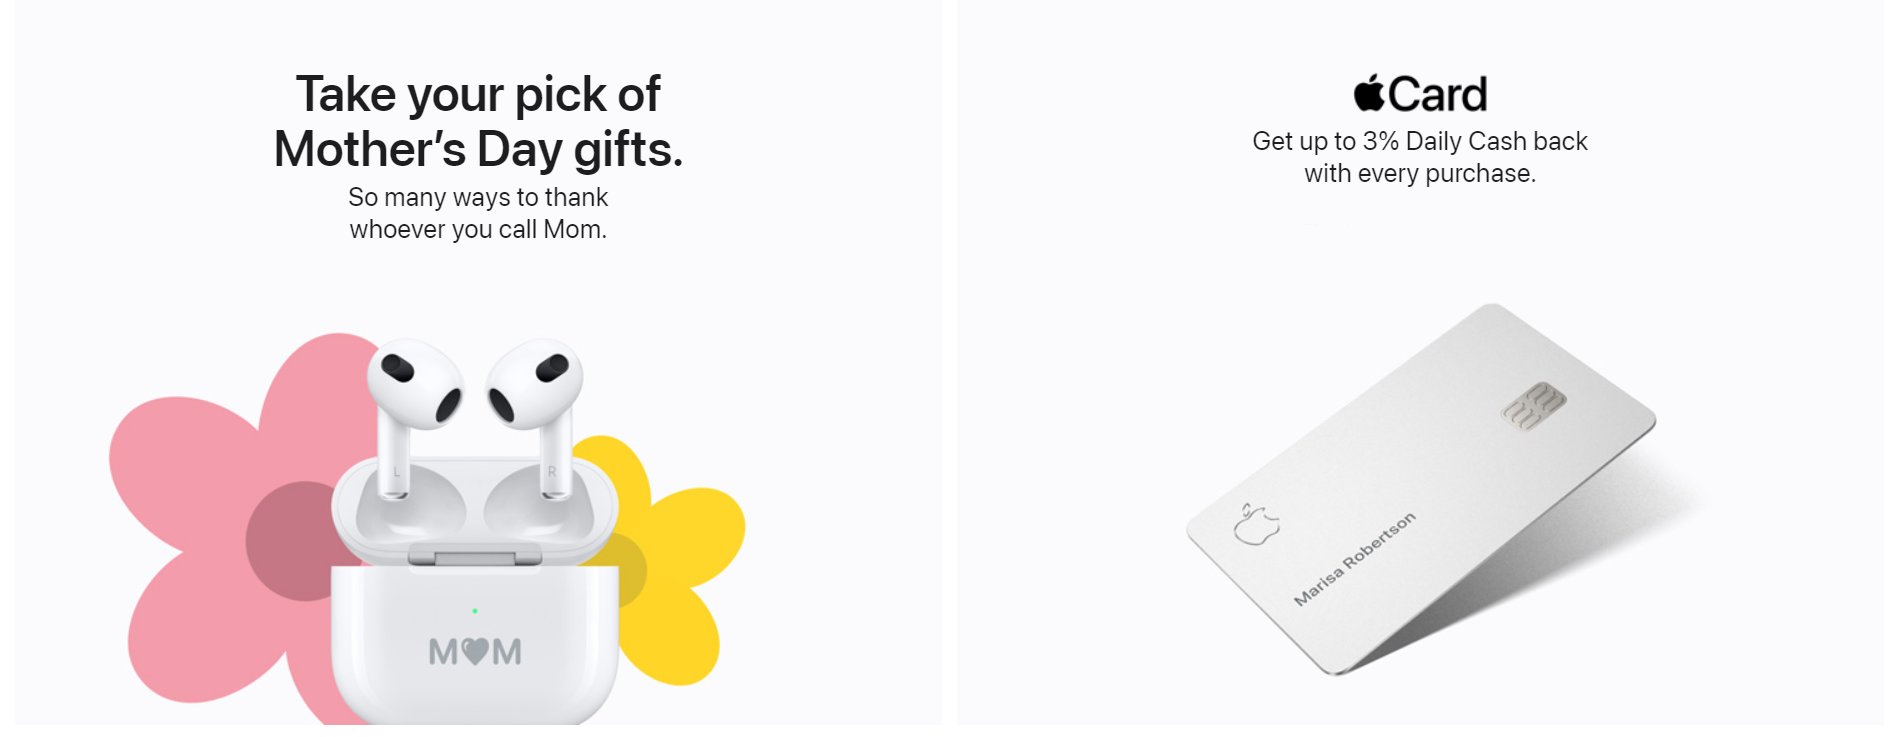 Take your pick of
Mother’s Day gifts.
So many ways to thank
whoever you call Mom.
L
R
M♥M
Card
Get up to 3% Daily Cash back
with every purchase.
Marisa Robertson